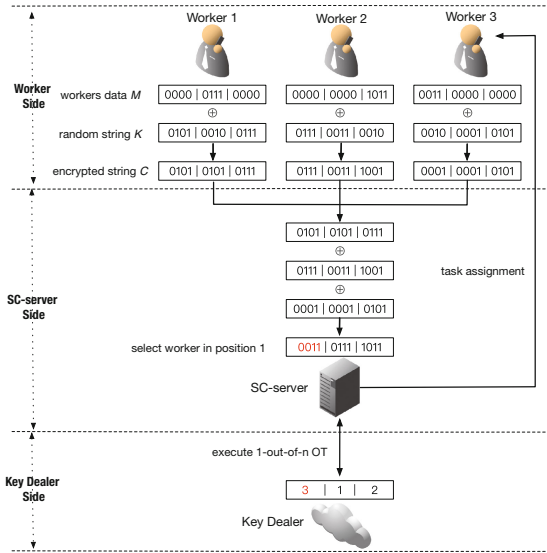 Worker 1 Worker 2 Worker 3
Worker Side
workers data M 0000 | 0111 | 0000 0000 | 0000 | 1011 0011 | 0000 | 0000
⊕ ⊕ ⊕
random string K 0101 | 0010 | 0111 0111 | 0011 | 0010 0010 | 0001 | 0101
encrypted string C 0101 | 0101 | 0111 0111 | 0011 | 1001 0001 | 0001 | 0101
SC-server Side
0101 | 0101 | 0111
⊕
0111 | 0011 | 1001
⊕
0001 | 0001 | 0101
task assignment
select worker in position 1 0011 | 0111 | 1011
SC-server
Key Dealer Side
execute 1-out-of-n OT
3 | 1 | 2
Key Dealer